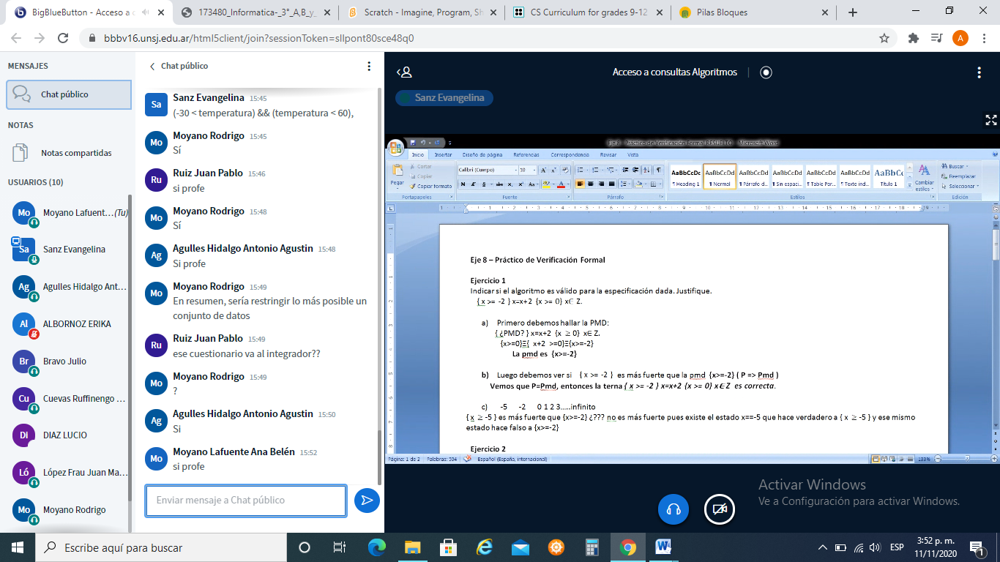 BigBlueButton - Acceso a c
173480_Informatica-_3°_A,B_y_
Scratch - Imagine, Program, Sh
CS Curriculum for grades 9-12
Pilas Bloques
bbbv16.unsj.edu.ar/html5client/join?sessionToken=sllpont80sce48q0
A
MENSAJES
Chat público
NOTAS
Notas compartidas
USUARIOS (10)
Mo Moyano Lafuent... (Tu)
Sa Sanz Evangelina
Ag Agulles Hidalgo Ant...
Al ALBORNOZ ERIKA
Br Bravo Julio
Cu Cuevas Ruffinengo ...
Di DIAZ LUCIO
Ló López Frau Juan Ma...
Mo Moyano Rodrigo
Chat público
Sa Sanz Evangelina 15:45
(-30 < temperatura) && (temperatura < 60),
Mo Moyano Rodrigo 15:45
Sí
Ru Ruiz Juan Pablo 15:46
si profe
Mo Moyano Rodrigo 15:48
Sí
Ag Agulles Hidalgo Antonio Agustin 15:48
Si profe
Mo Moyano Rodrigo 15:49
En resumen, sería restringir lo más posible un
conjunto de datos
Ru Ruiz Juan Pablo 15:49
ese cuestionario va al integrador??
Mo Moyano Rodrigo 15:49
?
Ag Agulles Hidalgo Antonio Agustin 15:50
Si
Mo Moyano Lafuente Ana Belén 15:52
si profe
Enviar mensaje a Chat público
Acceso a consultas Algoritmos
Sanz Evangelina
Eje 8 - Práctico de Verificación Formal RESUELTO - Microsoft Word
Inicio Insertar Diseño de página Referencias Correspondencia Revisar Vista
Pegar
Cortar
Copiar
Copiar formato
Portapapeles
Calibri (Cuerpo) 10
Fuente
Párrafo
AaBbCcDc AaBbCcDc AaBbCcDc AaBbCcDc AaBbCcDc AaBbCcDc AaBbCc
¶ Heading 1 ¶ Normal ¶ Párrafo d... ¶ Sin espaci... ¶ Table Par... ¶ Texto ind... Título 1
Cambiar
estilos
Estilos
Buscar
Reemplazar
Seleccionar
Edición
Eje 8 – Práctico de Verificación Formal
Ejercicio 1
Indicar si el algoritmo es válido para la especificación dada. Justifique.
{ x >= -2 } x=x+2 {x >= 0} x∈ Z.
a) Primero debemos hallar la PMD:
{ ¿PMD? } x=x+2 {x ≥ 0} x∈ Z.
{x>=0}Ξ{ x+2 >=0}Ξ{x>=-2}
La pmd es {x>=-2}
b) Luego debemos ver si { x >= -2 } es más fuerte que la pmd {x>=-2} ( P => Pmd )
Vemos que P=Pmd, entonces la terna { x >= -2 } x=x+2 {x >= 0} x∈Z es correcta.
c) -5 -2 0 1 2 3.....infinito
{ x ≥ -5 } es más fuerte que {x>=-2} ¿??? no es más fuerte pues existe el estado x==-5 que hace verdadero a { x ≥ -5 } y ese mismo
estado hace falso a {x>=-2}
Ejercicio 2
Página: 1 de 2 Palabras: 504 Español (España, internacional) 133%
Activar Windows
Ve a Configuración para activar Windows.
Escribe aquí para buscar
ESP
3:52 p. m.
11/11/2020
1